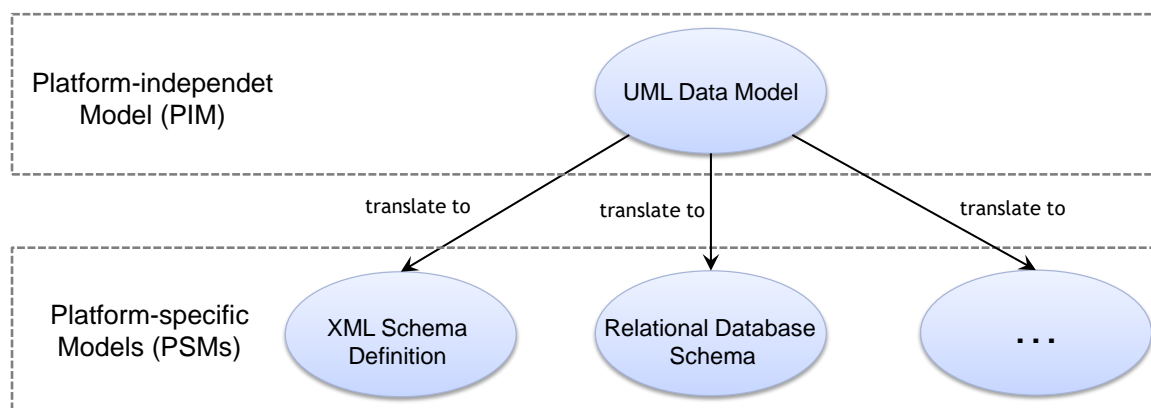 Platform-independet
Model (PIM)
UML Data Model
translate to
translate to
translate to
Platform-specific
Models (PSMs)
XML Schema
Definition
Relational Database
Schema
...